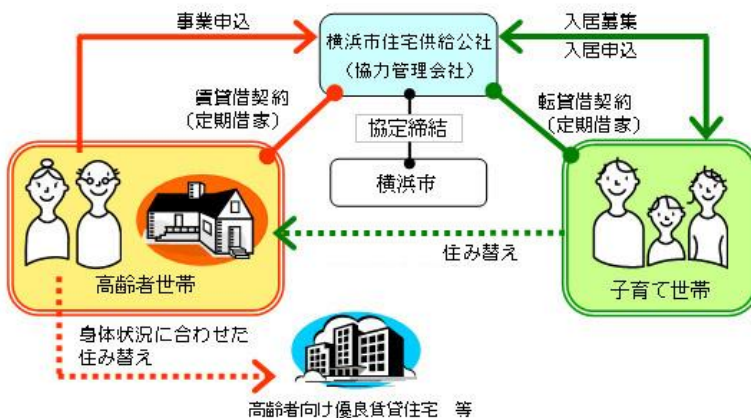 事業申込
横浜市住宅供給公社
（協力管理会社）
入居募集
入居申込
賃貸借契約
(定期借家)
転貸借契約
(定期借家)
協定締結
横浜市
住み替え
高齢者世帯
子育て世帯
身体状況に合わせた
住み替え
高齢者向け優良賃貸住宅 等